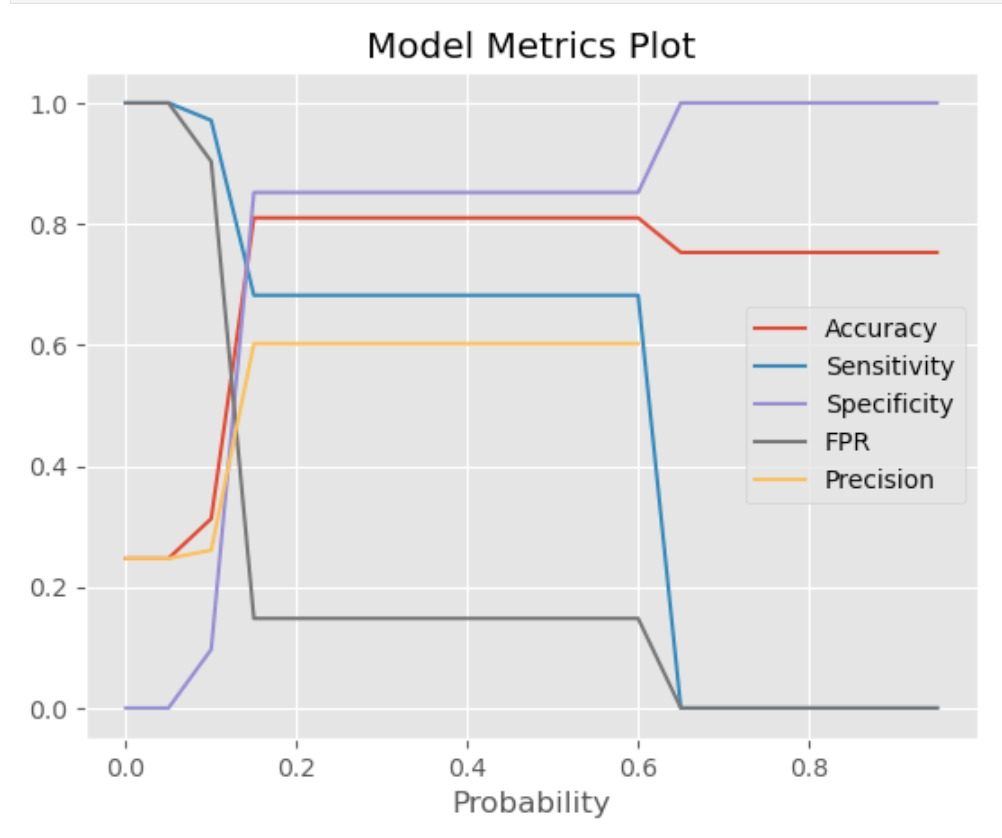 Model Metrics Plot
1.0
0.8
0.6
0.4
0.2
0.0
Accuracy
Sensitivity
Specificity
FPR
Precision
0.0 0.2 0.4 0.6 0.8
Probability